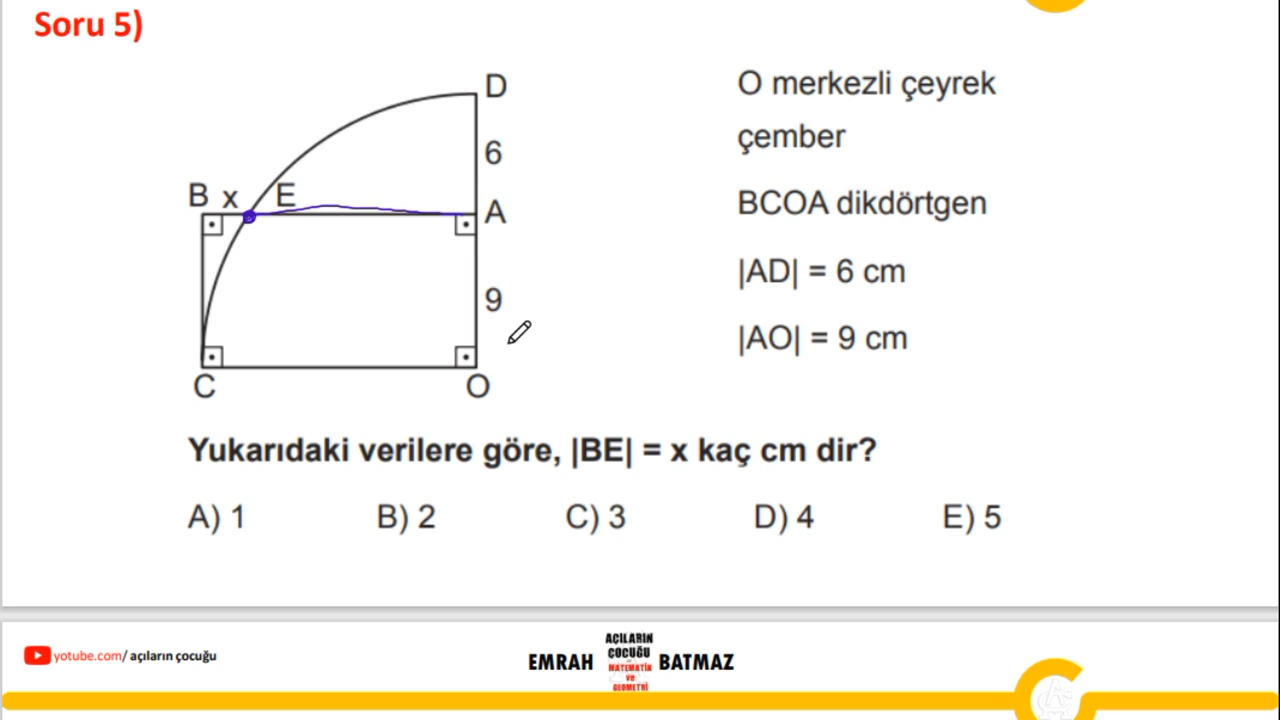 Soru 5)
D
O merkezli çeyrek
çember
6
B x E
A
BCOA dikdörtgen
|AD| = 6 cm
9
|AO| = 9 cm
C
O
Yukarıdaki verilere göre, |BE| = x kaç cm dir?
A) 1 B) 2 C) 3 D) 4 E) 5
yotube.com/ açıların çocuğu
EMRAH
AÇILARIN
ÇOCUĞU
MATEMATİK
ve
GEOMETRİ
BATMAZ